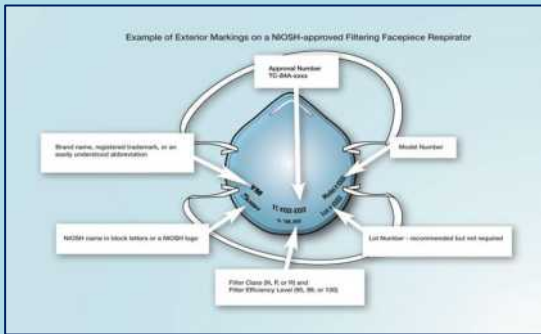 Example of Exterior Markings on a NIOSH-approved Filtering Facepiece Respirator
Approval Number
TC-84A-xxxx
Brand name, registered trademark, or an
easily understood abbreviation
Model Number
NIOSH name in block letters or a NIOSH logo
Lot Number - recommended but not required
Filter Class (N, P, or R) and
Filter Efficiency Level (95, 99, or 100)